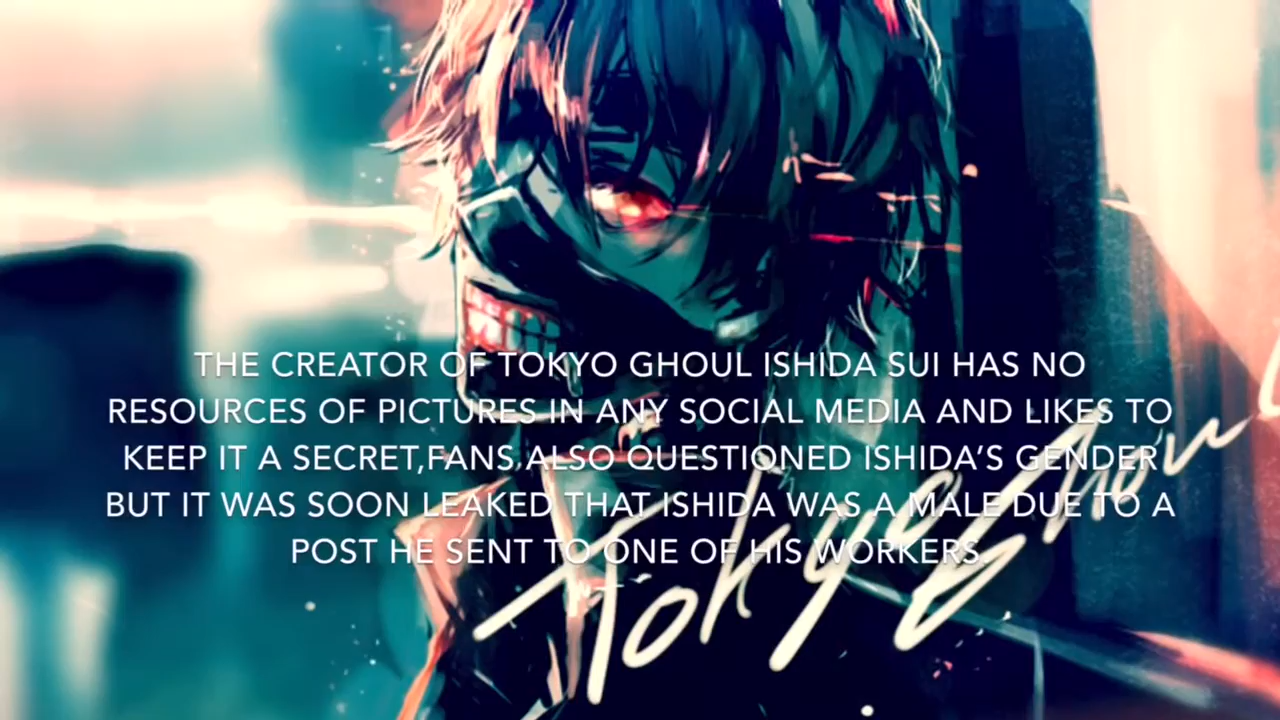 THE CREATOR OF TOKYO GHOUL ISHIDA SUI HAS NO
RESOURCES OF PICTURES IN ANY SOCIAL MEDIA AND LIKES TO
KEEP IT A SECRET,FANS ALSO QUESTIONED ISHIDA'S GENDER
BUT IT WAS SOON LEAKED THAT ISHIDA WAS A MALE DUE TO A
POST HE SENT TO ONE OF HIS WORKERS.
Tokyo Ghoul